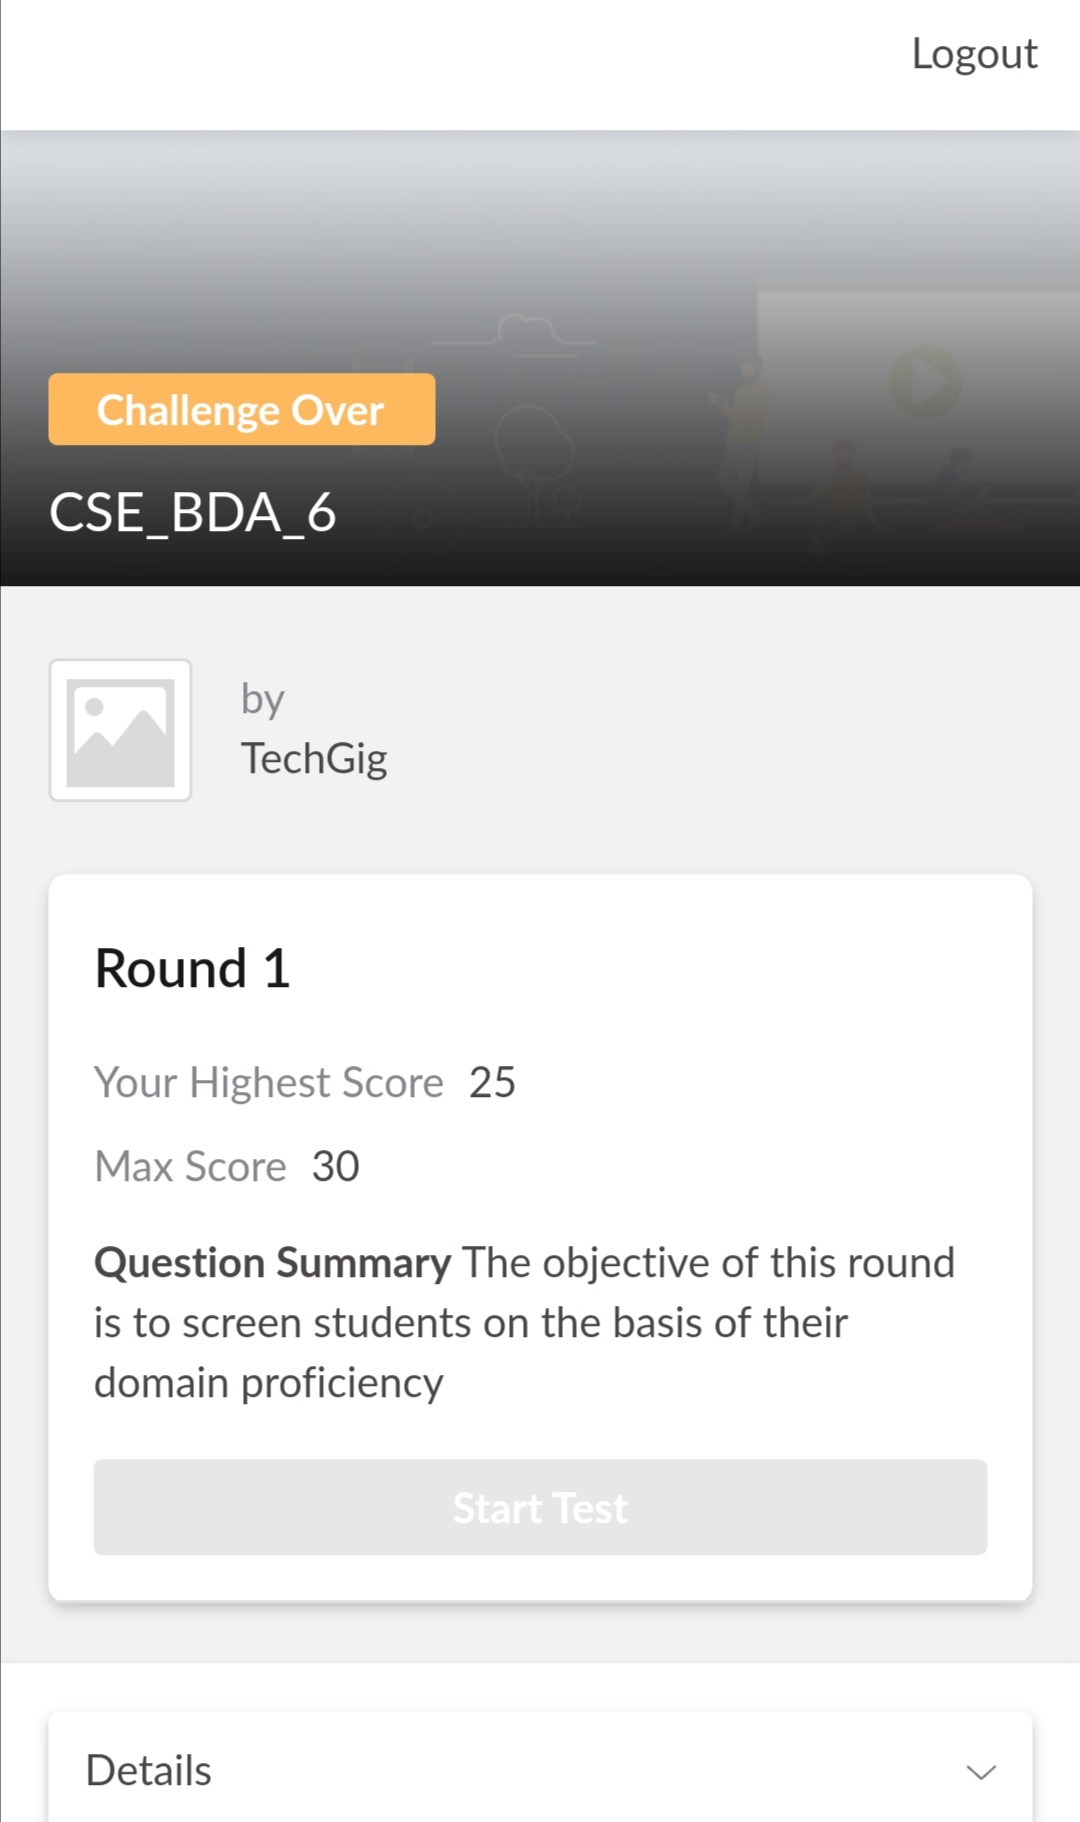 Logout
Challenge Over
CSE_BDA_6
by
TechGig
Round 1
Your Highest Score 25
Max Score 30
Question Summary The objective of this round
is to screen students on the basis of their
domain proficiency
Start Test
Details